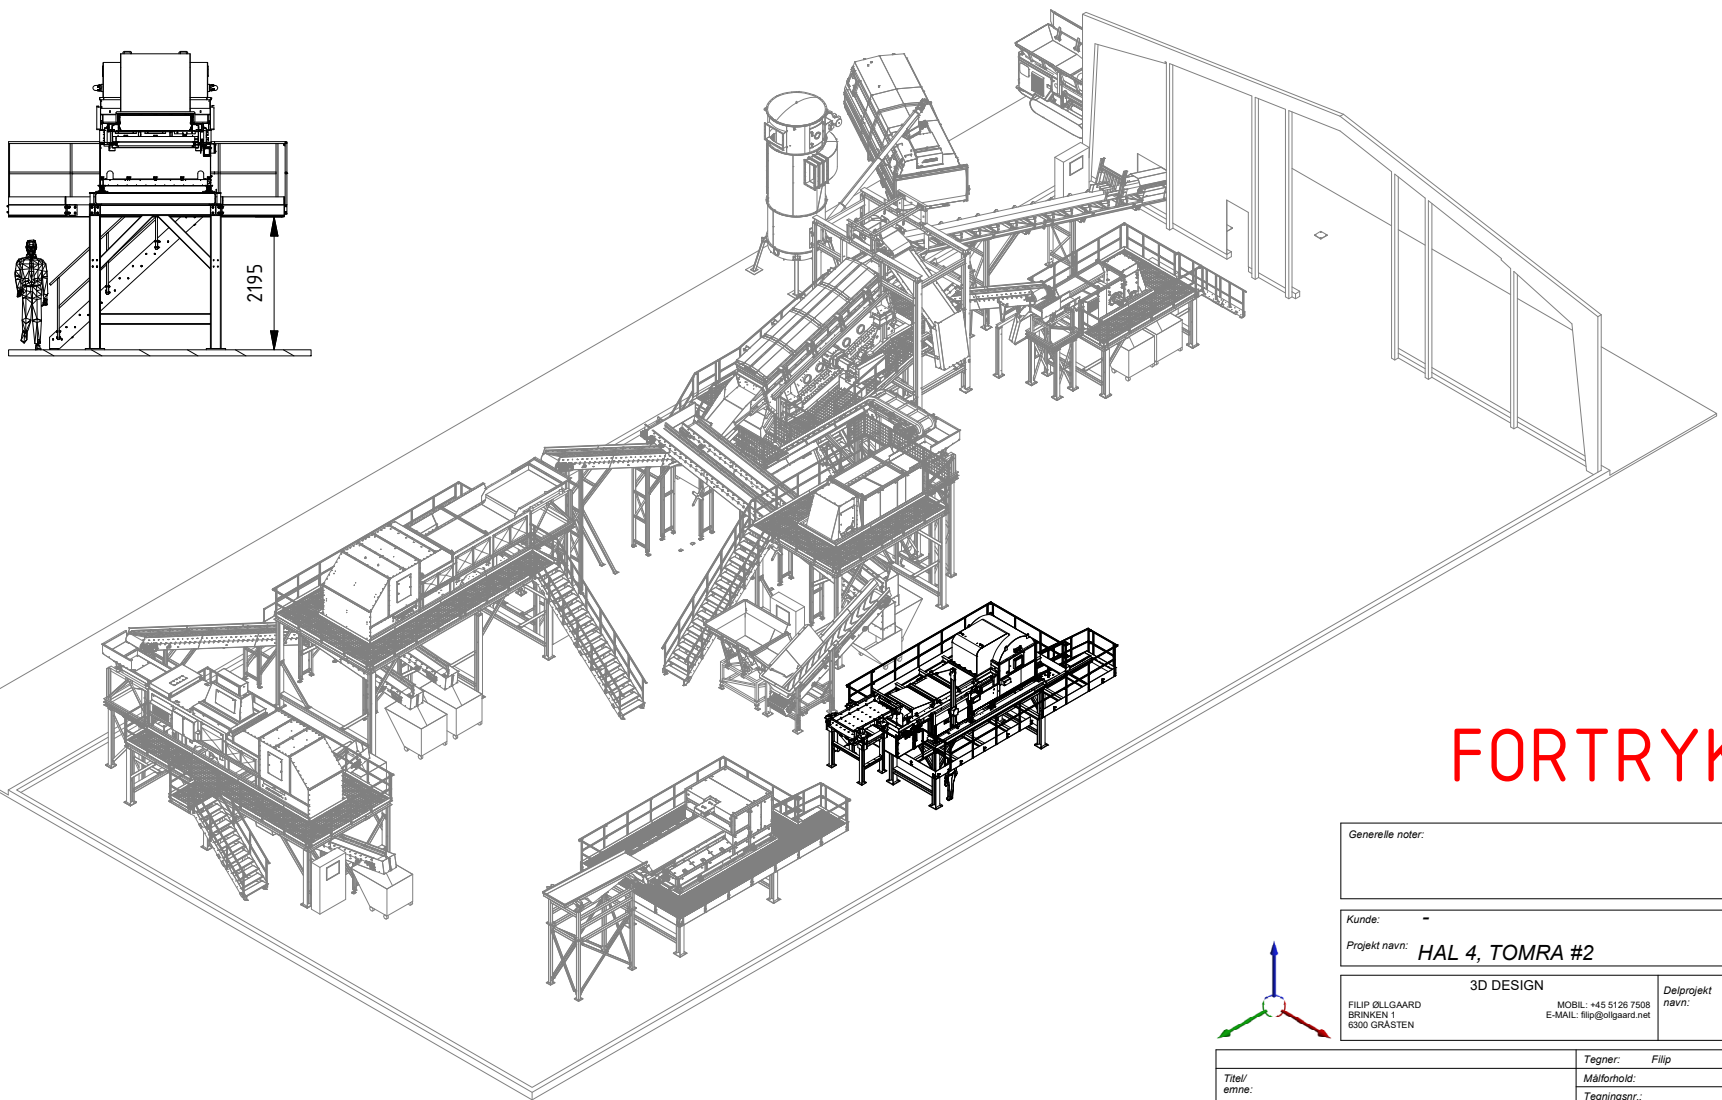 2195
FORTRYK
Generelle noter:
Kunde: -
Projekt navn: HAL 4, TOMRA #2
3D DESIGN
FILIP ØLLGAARD
BRINKEN 1
6300 GRÅSTEN
MOBIL: +45 5126 7508
E-MAIL: filip@ollgaard.net
Delprojekt
navn:
Titel/
emne:
Tegner: Filip
Målforhold:
Tegningsnr.: